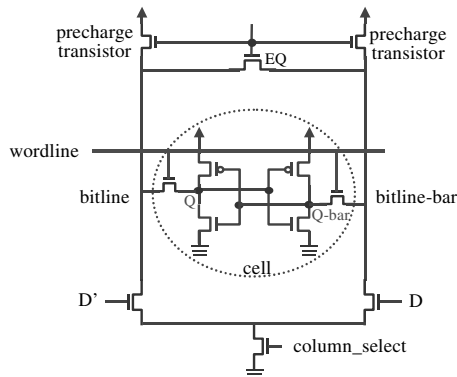 precharge
transistor
precharge
transistor
EQ
wordline
bitline
Q
Q-bar
bitline-bar
cell
D’
D
column_select